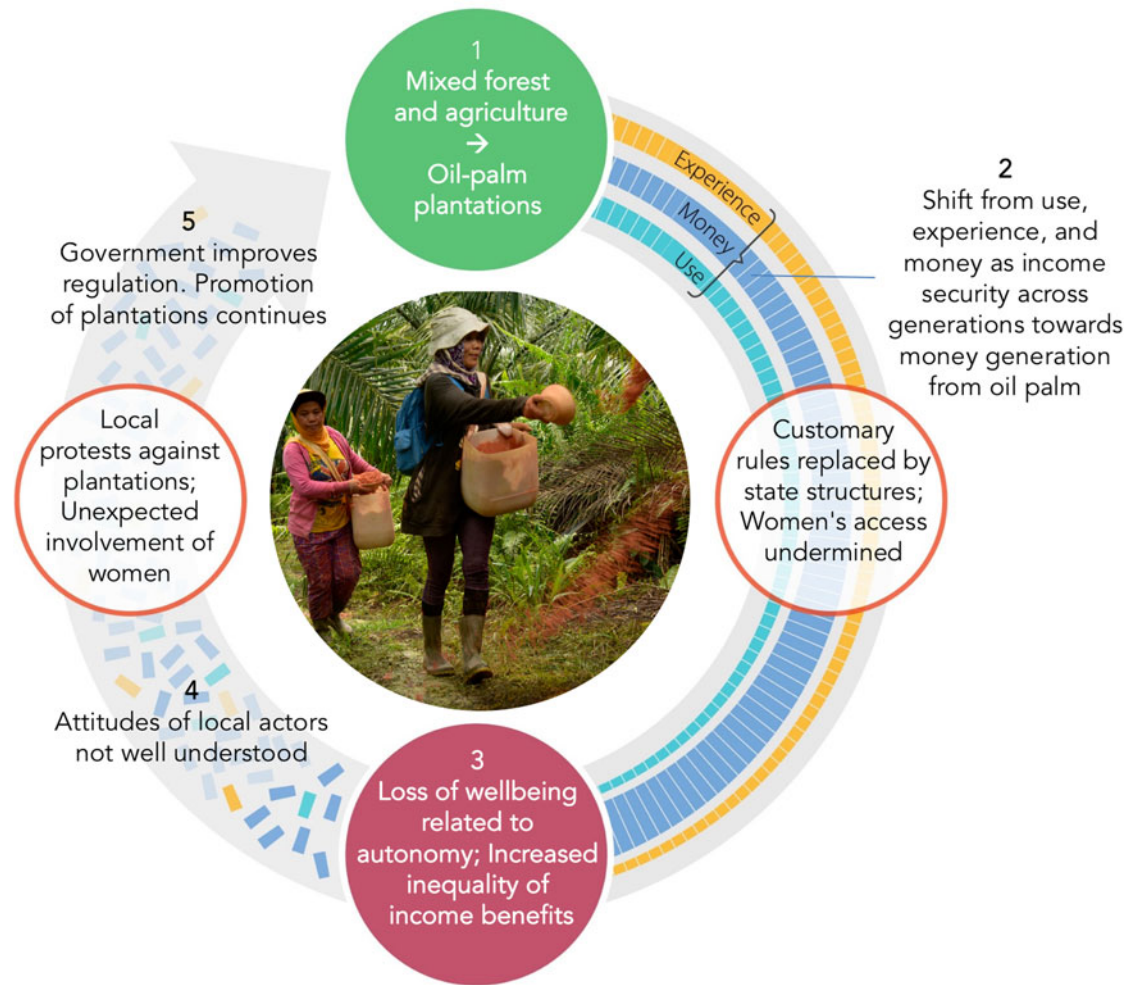 1
Mixed forest
and agriculture
→
Oil-palm
plantations
Experience
Money
Use
2
Shift from use,
experience, and
money as income
security across
generations towards
money generation
from oil palm
Customary
rules replaced by
state structures;
Women's access
undermined
3
Loss of wellbeing
related to
autonomy; Increased
inequality of
income benefits
4
Attitudes of local actors
not well understood
Local
protests against
plantations;
Unexpected
involvement of
women
5
Government improves
regulation. Promotion
of plantations continues